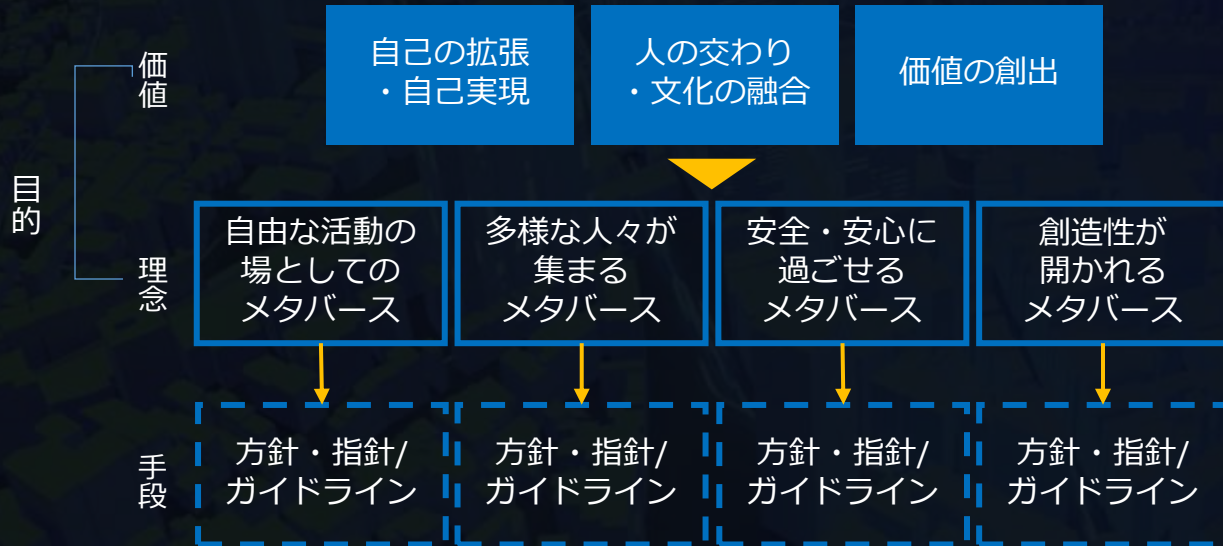 価値
自己の拡張
・自己実現
人の交わり
・文化の融合
価値の創出
目的
理念
自由な活動の
場としての
メタバース
多様な人々が
集まる
メタバース
安全・安心に
過ごせる
メタバース
創造性が
開かれる
メタバース
手段
方針・指針/
ガイドライン
方針・指針/
ガイドライン
方針・指針/
ガイドライン
方針・指針/
ガイドライン